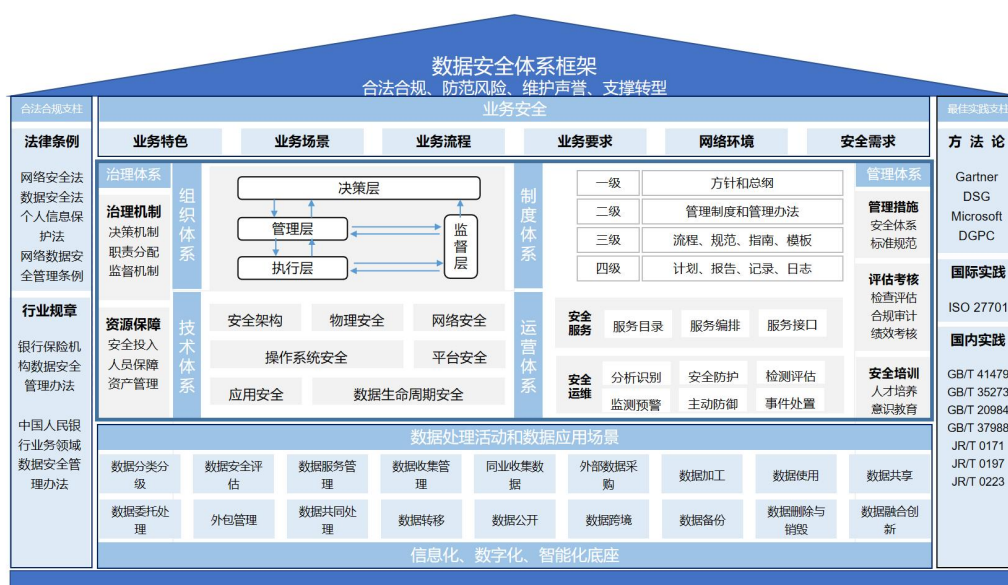 数据安全体系框架
合法合规、防范风险、维护声誉、支撑转型
合法合规支柱
法律条例
网络安全法
数据安全法
个人信息保
护法
网络数据安
全管理条例
行业规章
银行保险机
构数据安全
管理办法
中国人民银
行业务领域
数据安全管
理办法
业务安全
业务特色
业务场景
业务流程
业务要求
网络环境
安全需求
治理体系
治理机制
决策机制
职责分配
监督机制
资源保障
安全投入
人员保障
资产管理
组织体系
决策层
管理层
执行层
监督层
制度体系
一级
方针和总纲
二级
管理制度和管理办法
三级
流程、规范、指南、模板
四级
计划、报告、记录、日志
技术体系
安全架构
物理安全
网络安全
操作系统安全
平台安全
应用安全
数据生命周期安全
运营体系
安全
服务
服务目录
服务编排
服务接口
安全
运维
分析识别
安全防护
检测评估
监测预警
主动防御
事件处置
管理体系
管理措施
安全体系
标准规范
评估考核
检查评估
合规审计
绩效考核
安全培训
人才培养
意识教育
数据处理活动和数据应用场景
数据分类分
级
数据安全评
估
数据服务管
理
数据收集管
理
同业收集数
据
外部数据采
购
数据加工
数据使用
数据共享
数据委托处
理
外包管理
数据共同处
理
数据转移
数据公开
数据跨境
数据备份
数据删除与
销毁
数据融合创
新
信息化、数字化、智能化底座
最佳实践支柱
方 法 论
Gartner
DSG
Microsoft
DGPC
国际实践
ISO 27701
国内实践
GB/T 41479
GB/T 35273
GB/T 20984
GB/T 37988
JR/T 0171
JR/T 0197
JR/T 0223